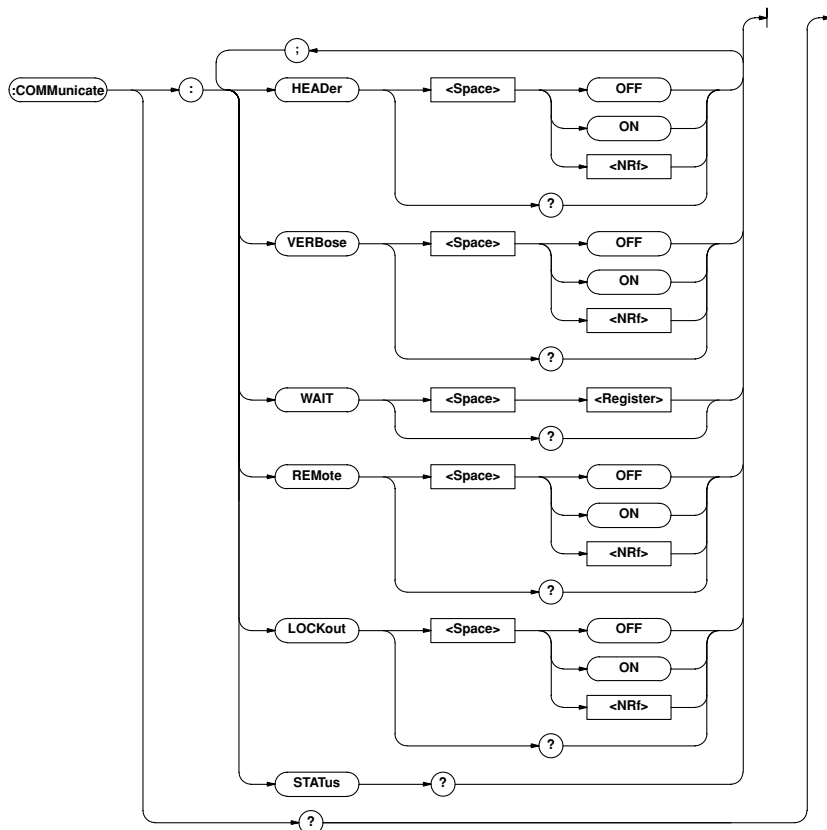 ;
:COMMunicate : HEADer <Space> OFF
ON
<NRf>
?
VERBose <Space> OFF
ON
<NRf>
?
WAIT <Space> <Register>
?
REMote <Space> OFF
ON
<NRf>
?
LOCKout <Space> OFF
ON
<NRf>
?
STATus ?
?